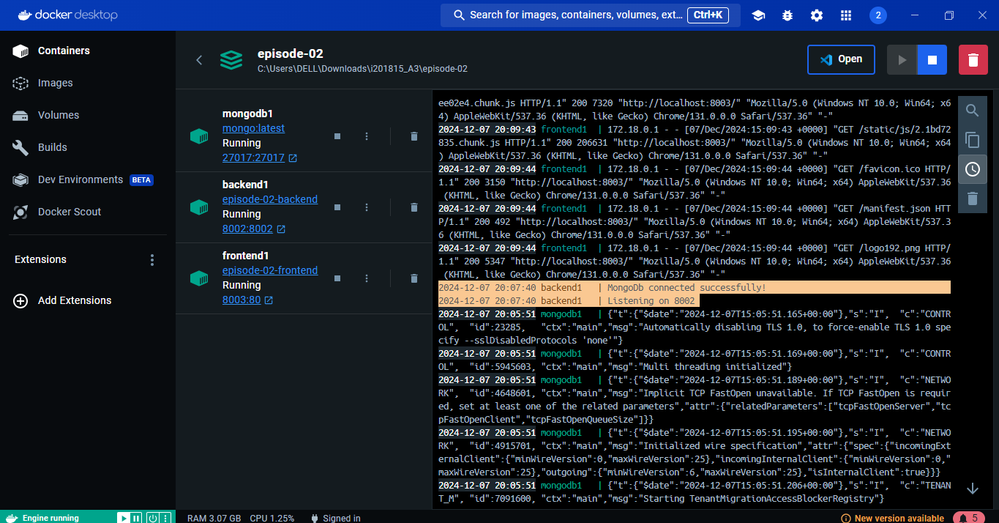 docker desktop
Search for images, containers, volumes, ext... Ctrl+K
2
Containers
Images
Volumes
Builds
Dev Environments BETA
Docker Scout
Extensions
Add Extensions
episode-02
C:\Users\DELL\Downloads\i201815_A3\episode-02
Open
mongodb1
mongo:latest
Running
27017:27017
backend1
episode-02-backend
Running
8002:8002
frontend1
episode-02-frontend
Running
8003:80
ee02e4.chunk.js HTTP/1.1" 200 7320 "http://localhost:8003/" "Mozilla/5.0 (Windows NT 10.0; Win64; x6
4) AppleWebKit/537.36 (KHTML, like Gecko) Chrome/131.0.0.0 Safari/537.36" "-"
2024-12-07 20:09:43 frontend1 | 172.18.0.1 - - [07/Dec/2024:15:09:43 +0000] "GET /static/js/2.1bd72
835.chunk.js HTTP/1.1" 200 206631 "http://localhost:8003/" "Mozilla/5.0 (Windows NT 10.0; Win64; x64
) AppleWebKit/537.36 (KHTML, like Gecko) Chrome/131.0.0.0 Safari/537.36" "-"
2024-12-07 20:09:44 frontend1 | 172.18.0.1 - - [07/Dec/2024:15:09:44 +0000] "GET /favicon.ico HTTP/
1.1" 200 3150 "http://localhost:8003/" "Mozilla/5.0 (Windows NT 10.0; Win64; x64) AppleWebKit/537.36
(KHTML, like Gecko) Chrome/131.0.0.0 Safari/537.36" "-"
2024-12-07 20:09:44 frontend1 | 172.18.0.1 - - [07/Dec/2024:15:09:44 +0000] "GET /manifest.json HTT
P/1.1" 200 492 "http://localhost:8003/" "Mozilla/5.0 (Windows NT 10.0; Win64; x64) AppleWebKit/537.3
6 (KHTML, like Gecko) Chrome/131.0.0.0 Safari/537.36" "-"
2024-12-07 20:09:44 frontend1 | 172.18.0.1 - - [07/Dec/2024:15:09:44 +0000] "GET /logo192.png HTTP/
1.1" 200 5347 "http://localhost:8003/" "Mozilla/5.0 (Windows NT 10.0; Win64; x64) AppleWebKit/537.36
(KHTML, like Gecko) Chrome/131.0.0.0 Safari/537.36" "-"
2024-12-07 20:07:40 backend1 | MongoDb connected successfully!
2024-12-07 20:07:40 backend1 | Listening on 8002
2024-12-07 20:05:51 mongodb1 | {"t":{"$date":"2024-12-07T15:05:51.165+00:00"},"s":"I", "c":"CONTR
OL", "id":23285, "ctx":"main","msg":"Automatically disabling TLS 1.0, to force-enable TLS 1.0 spe
cify --sslDisabledProtocols 'none'"}
2024-12-07 20:05:51 mongodb1 | {"t":{"$date":"2024-12-07T15:05:51.169+00:00"},"s":"I", "c":"CONTR
OL", "id":5945603, "ctx":"main","msg":"Multi threading initialized"}
2024-12-07 20:05:51 mongodb1 | {"t":{"$date":"2024-12-07T15:05:51.189+00:00"},"s":"I", "c":"NETWO
RK", "id":4648601, "ctx":"main","msg":"Implicit TCP FastOpen unavailable. If TCP FastOpen is requir
ed, set at least one of the related parameters","attr":{"relatedParameters":["tcpFastOpenServer","tc
pFastOpenClient","tcpFastOpenQueueSize"]}}
2024-12-07 20:05:51 mongodb1 | {"t":{"$date":"2024-12-07T15:05:51.195+00:00"},"s":"I", "c":"NETWO
RK", "id":4915701, "ctx":"main","msg":"Initialized wire specification","attr":{"spec":{"incomingExt
ernalClient":{"minWireVersion":0,"maxWireVersion":25},"incomingInternalClient":{"minWireVersion":0,"
maxWireVersion":25},"outgoing":{"minWireVersion":6,"maxWireVersion":25},"isInternalClient":true}}}
2024-12-07 20:05:51 mongodb1 | {"t":{"$date":"2024-12-07T15:05:51.206+00:00"},"s":"I", "c":"TENAN
T_M", "id":7091600, "ctx":"main","msg":"Starting TenantMigrationAccessBlockerRegistry"}
Engine running
RAM 3.07 GB CPU 1.25% Signed in
New version available
5